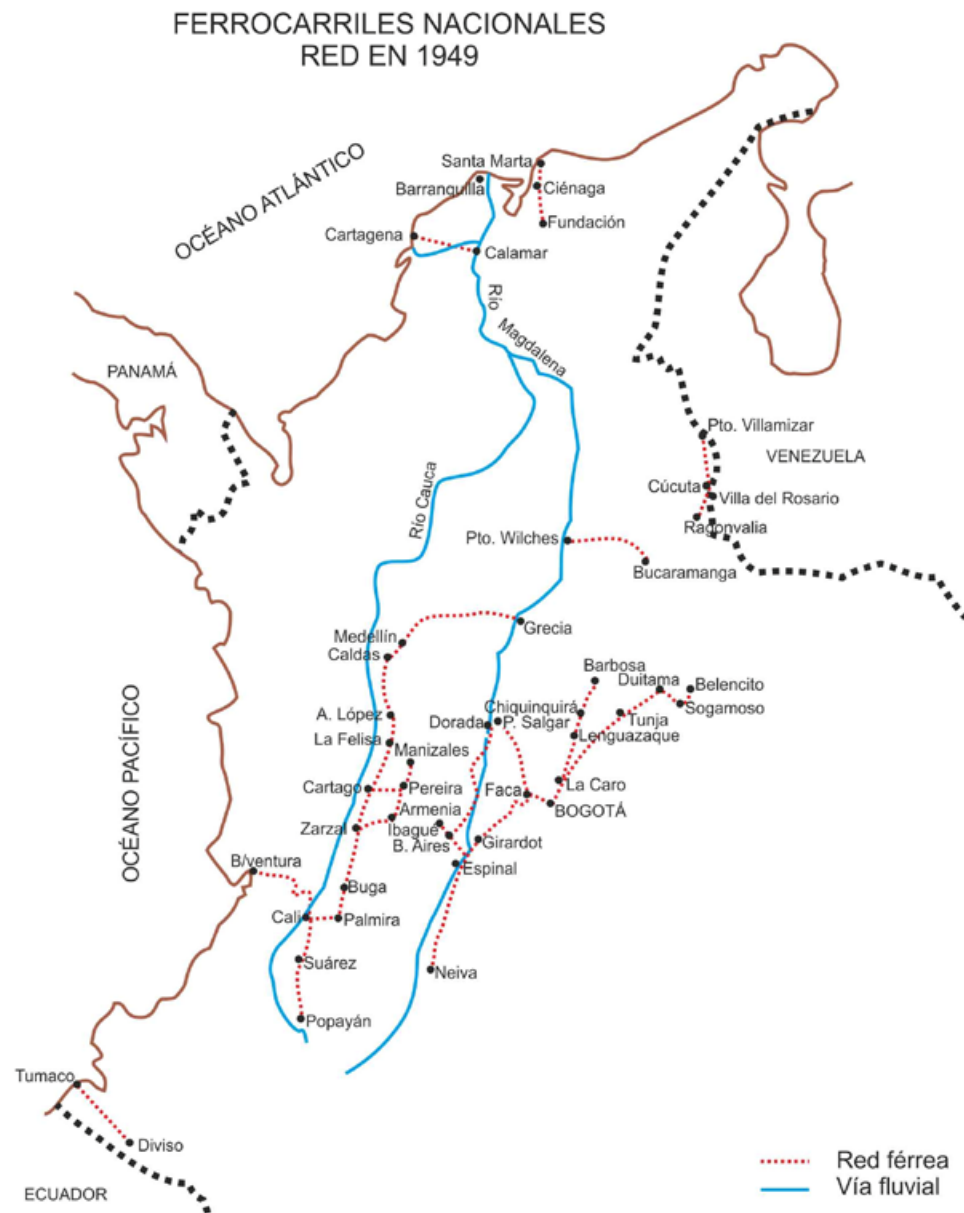 FERROCARRILES NACIONALES
RED EN 1949
OCÉANO ATLÁNTICO
Santa Marta
Barranquilla
Ciénaga
Fundación
Cartagena
Calamar
Río
Magdalena
PANAMÁ
Pto. Villamizar
VENEZUELA
Cúcuta
Villa del Rosario
Ragonvalia
Río Cauca
Pto. Wilches
Bucaramanga
Grecia
Medellín
Caldas
Barbosa
Duitama
Belencito
Chiquinquirá
Sogamoso
A. López
Dorada
P. Salgar
Tunja
Lenguazaque
La Felisa
Manizales
OCÉANO PACÍFICO
Cartago
Pereira
Faca
La Caro
BOGOTÁ
Armenia
Zarzal
Ibague
B. Aires
Girardot
Espinal
B/ventura
Buga
Cali
Palmira
Suárez
Neiva
Popayán
Tumaco
Diviso
ECUADOR
Red férrea
Vía fluvial